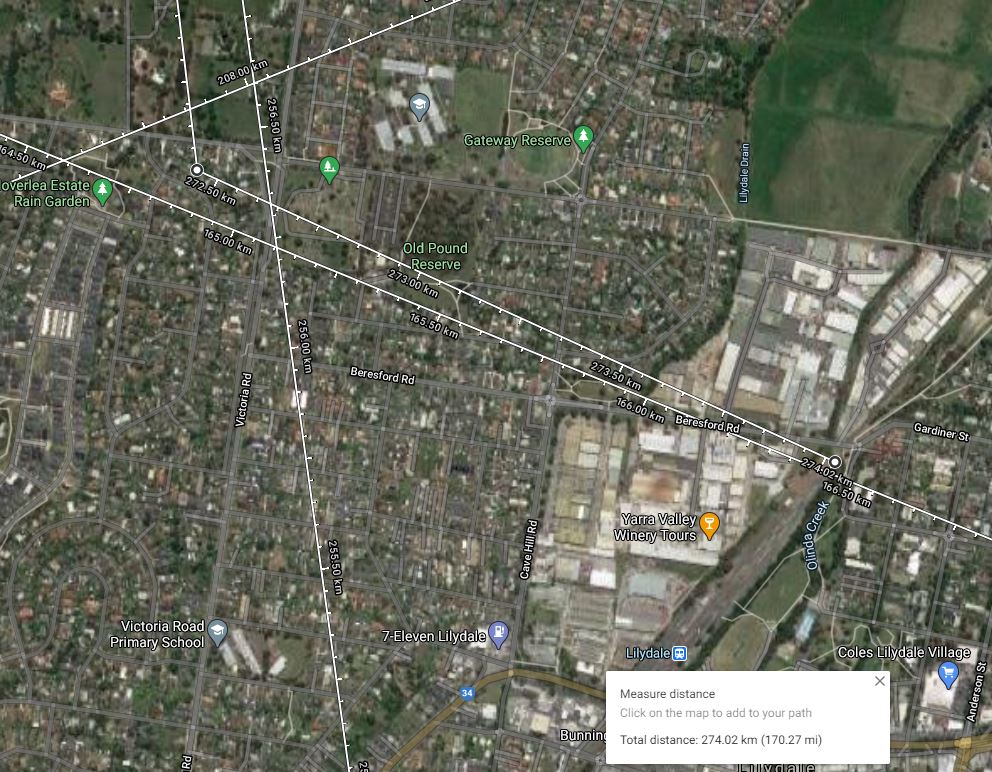 208.00 km
256.50 km
Gateway Reserve
Lilydale Drain
64.50 km
overlea Estate
Rain Garden
272.50 km
165.00 km
Old Pound
Reserve
273.00 km
165.50 km
256.00 km
Beresford Rd
Victoria Rd
273.50 km
166.00 km
Beresford Rd
Gardiner St
274.02 km
166.50 km
Yarra Valley
Winery Tours
Olinda Creek
Cave Hill Rd
255.50 km
Victoria Road
Primary School
7-Eleven Lilydale
Lilydale
Coles Lilydale Village
34
Anderson St
Measure distance
Click on the map to add to your path
Total distance: 274.02 km (170.27 mi)
Bunning
Rd
25
Lilydale